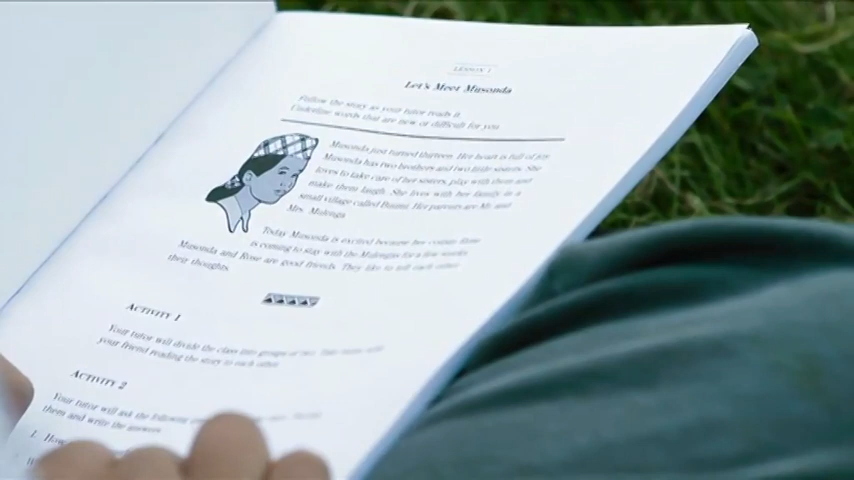 LESSON 1
Let's Meet Musonda
Follow the story as your tutor reads it.
Underline words that are new or difficult for you.
Musonda just turned thirteen. Her heart is full of joy.
Musonda has two brothers and two little sisters. She
loves to take care of her sisters, play with them and
make them laugh. She lives with her family in a
small village called Her parents are Mr. and
Mrs. Mulenga.
Today Musonda is excited because her cousin Rose
is coming to stay with the Mulengas for a few months.
Musonda and Rose are good friends. They like to tell each other
their thoughts.
ACTIVITY 1
Your tutor will divide the class into groups of two. Take turns with
your friend reading the story to each other.
ACTIVITY 2
Your tutor will ask the following
them and write the answers.
1. How